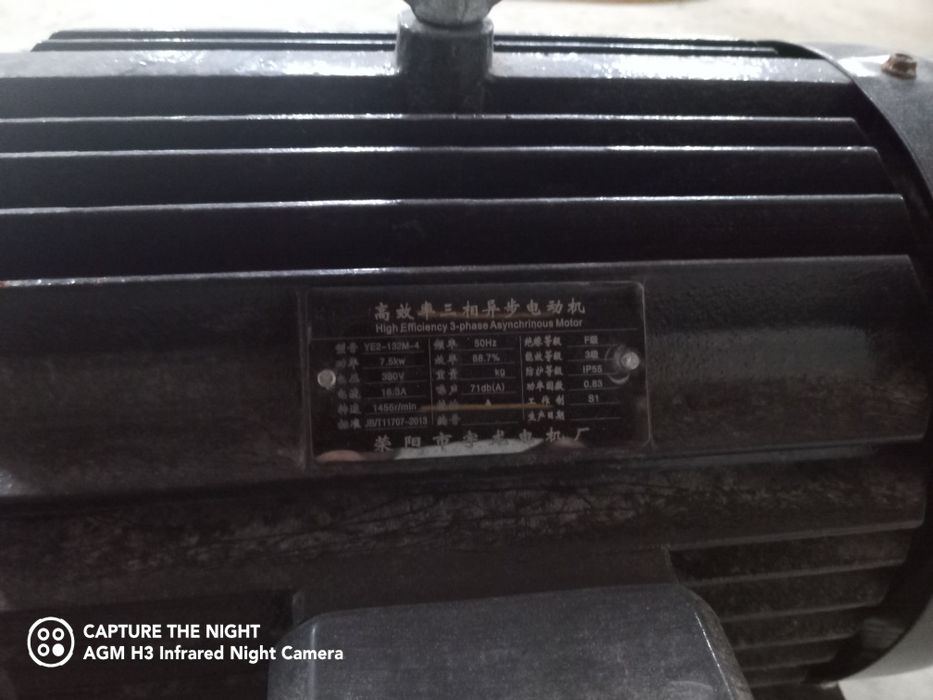 高效率三相异步电动机
High Efficiency 3-phase Asynchrinous Motor
型号 YE2-132M-4 频率 50Hz 绝缘等级 F级
功率 7.5kw 效率 88.7% 能效等级 3级
电压 380V 重量 kg 防护等级 IP55
电流 A 噪声 71db(A) 功率因数 0.83
转速 1455r/min 工作制 S1
标准 JB/T11707-2013 编号 生产日期
荥阳市 电机厂
CAPTURE THE NIGHT
AGM H3 Infrared Night Camera